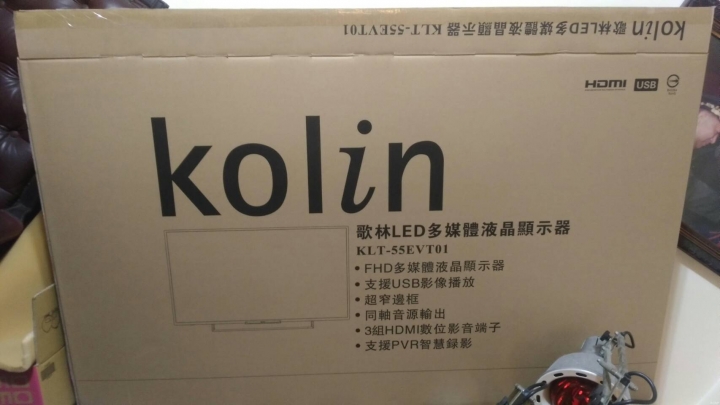 kolin 歌林LED多媒體液晶顯示器 KLT-55EVT01
HDMI USB
kolin
歌林LED多媒體液晶顯示器
KLT-55EVT01
• FHD多媒體液晶顯示器
• 支援USB影像播放
• 超窄邊框
• 同軸音源輸出
• 3組HDMI數位影音端子
• 支援PVR智慧錄影